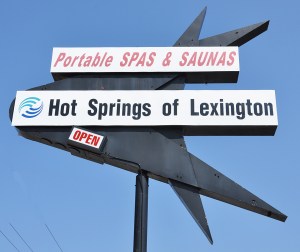 Portable SPAS & SAUNAS
Hot Springs of Lexington
OPEN